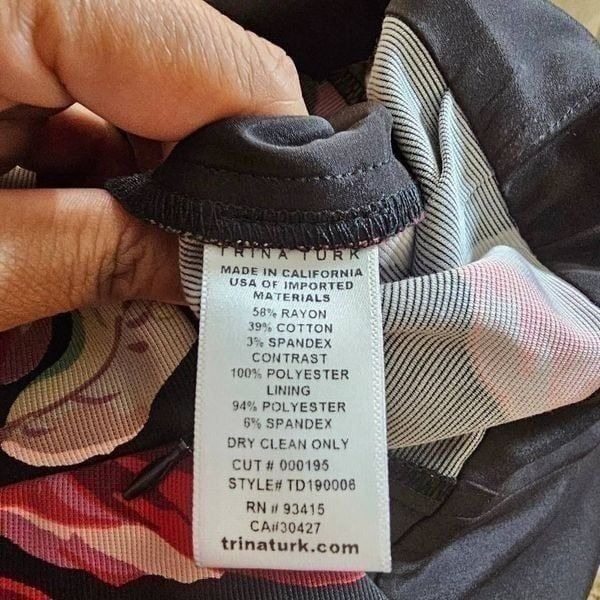 TRINA TURK
MADE IN CALIFORNIA
USA OF IMPORTED
MATERIALS
58% RAYON
39% COTTON
3% SPANDEX
CONTRAST
100% POLYESTER
LINING
94% POLYESTER
6% SPANDEX
DRY CLEAN ONLY
CUT # 000195
STYLE# TD190006
RN # 93415
CA#30427
trinaturk.com